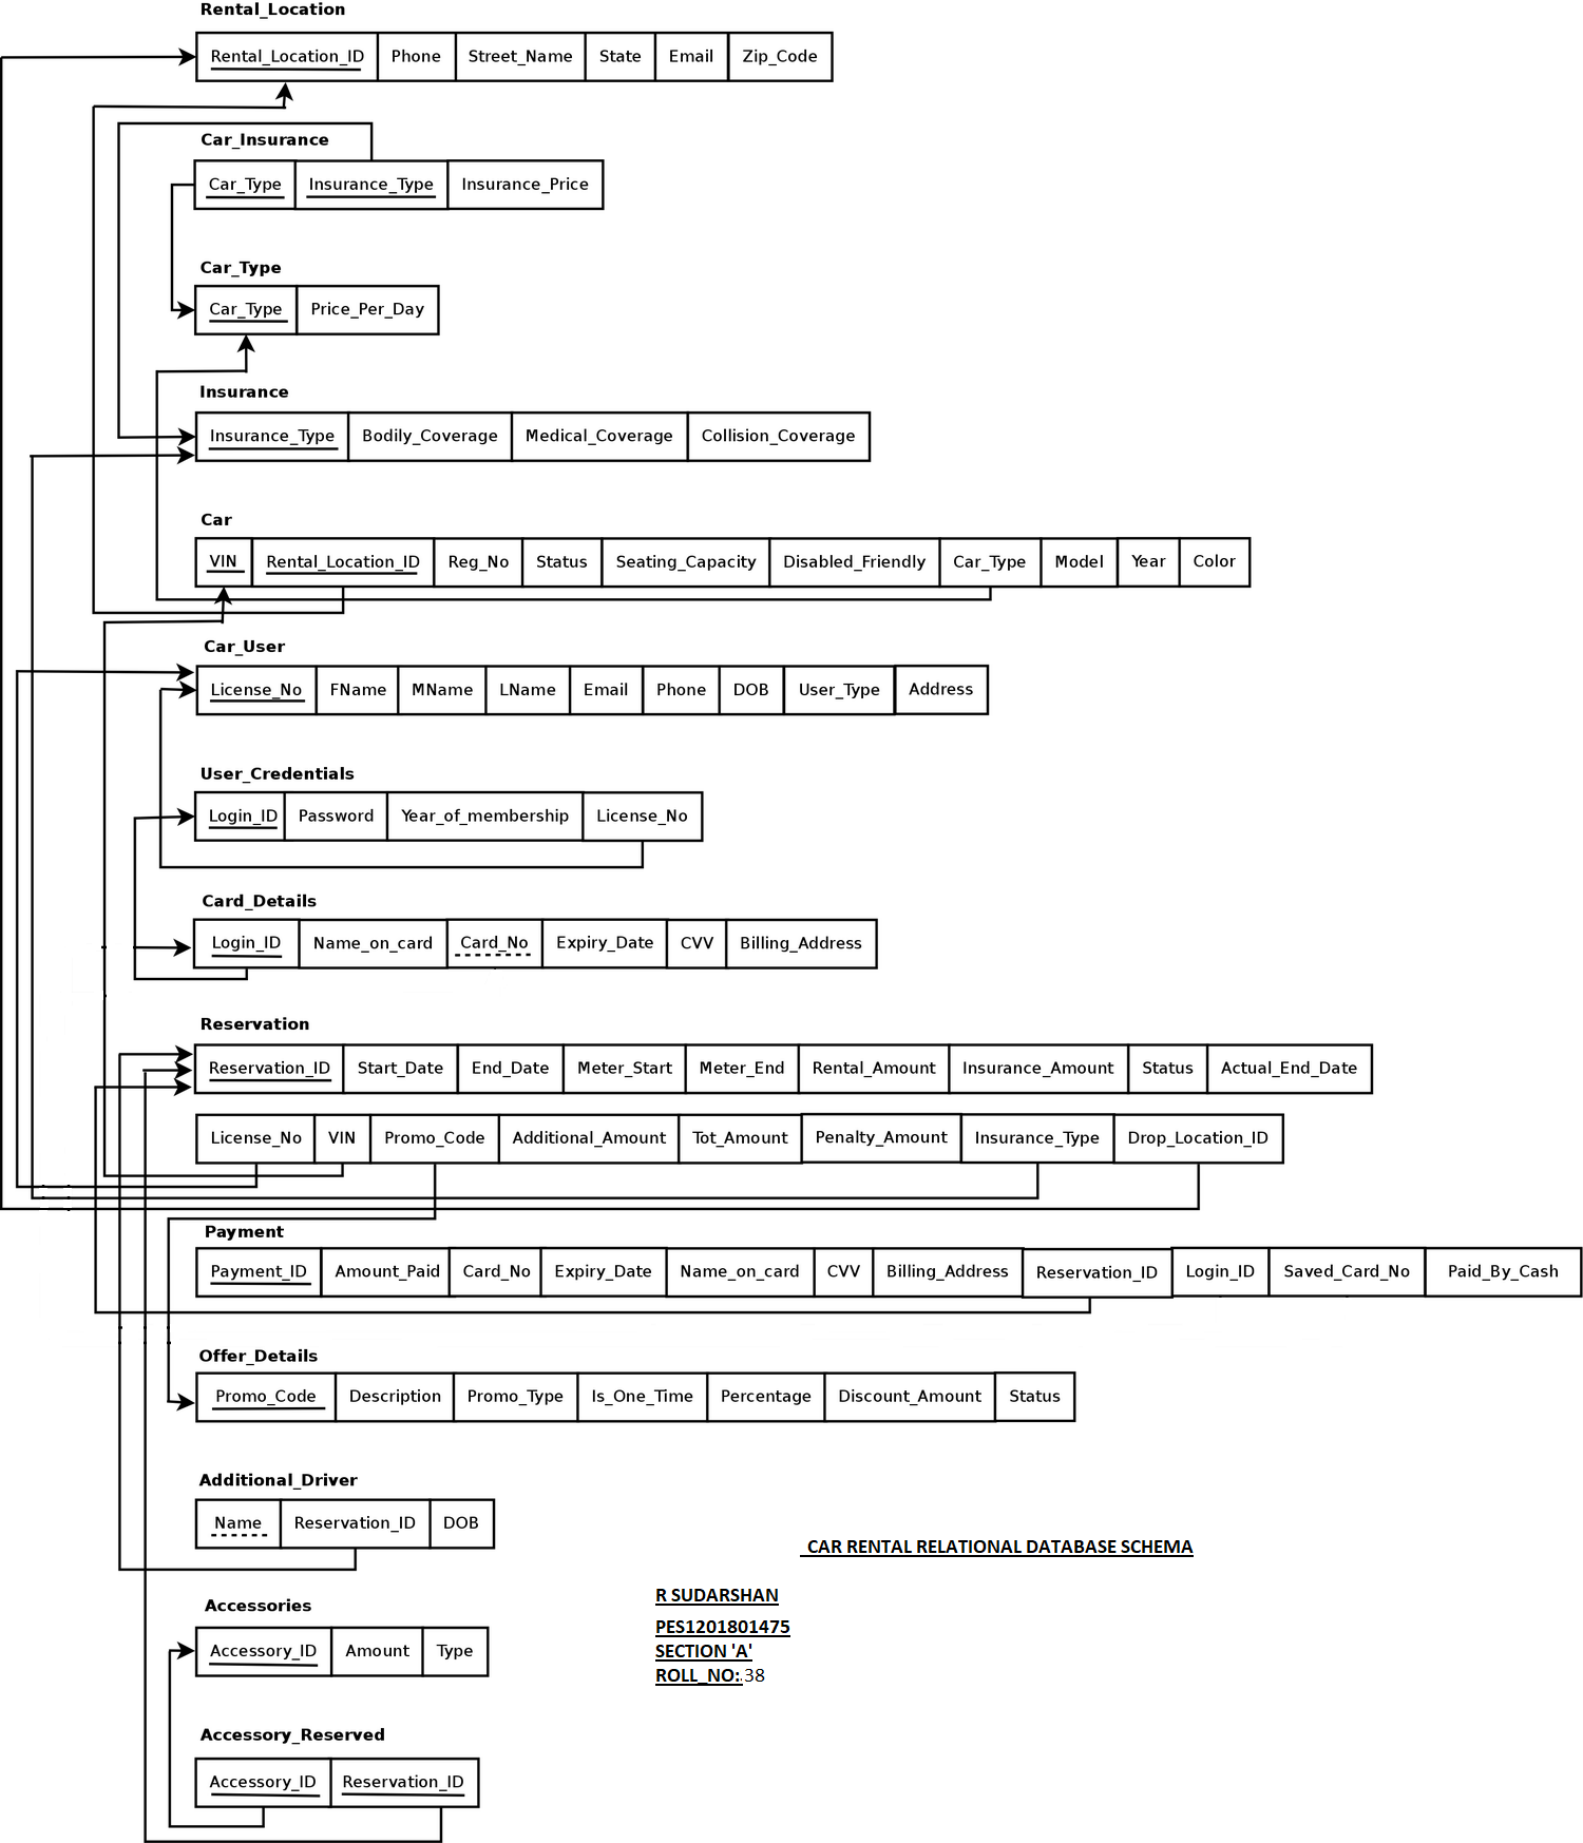 Rental_Location
Rental_Location_ID Phone Street_Name State Email Zip_Code
Car_Insurance
Car_Type Insurance_Type Insurance_Price
Car_Type
Car_Type Price_Per_Day
Insurance
Insurance_Type Bodily_Coverage Medical_Coverage Collision_Coverage
Car
VIN Rental_Location_ID Reg_No Status Seating_Capacity Disabled_Friendly Car_Type Model Year Color
Car_User
License_No FName MName LName Email Phone DOB User_Type Address
User_Credentials
Login_ID Password Year_of_membership License_No
Card_Details
Login_ID Name_on_card Card_No Expiry_Date CVV Billing_Address
Reservation
Reservation_ID Start_Date End_Date Meter_Start Meter_End Rental_Amount Insurance_Amount Status Actual_End_Date
License_No VIN Promo_Code Additional_Amount Tot_Amount Penalty_Amount Insurance_Type Drop_Location_ID
Payment
Payment_ID Amount_Paid Card_No Expiry_Date Name_on_card CVV Billing_Address Reservation_ID Login_ID Saved_Card_No Paid_By_Cash
Offer_Details
Promo_Code Description Promo_Type Is_One_Time Percentage Discount_Amount Status
Additional_Driver
Name Reservation_ID DOB
CAR RENTAL RELATIONAL DATABASE SCHEMA
R SUDARSHAN
PES1201801475
SECTION 'A'
ROLL_NO:38
Accessories
Accessory_ID Amount Type
Accessory_Reserved
Accessory_ID Reservation_ID